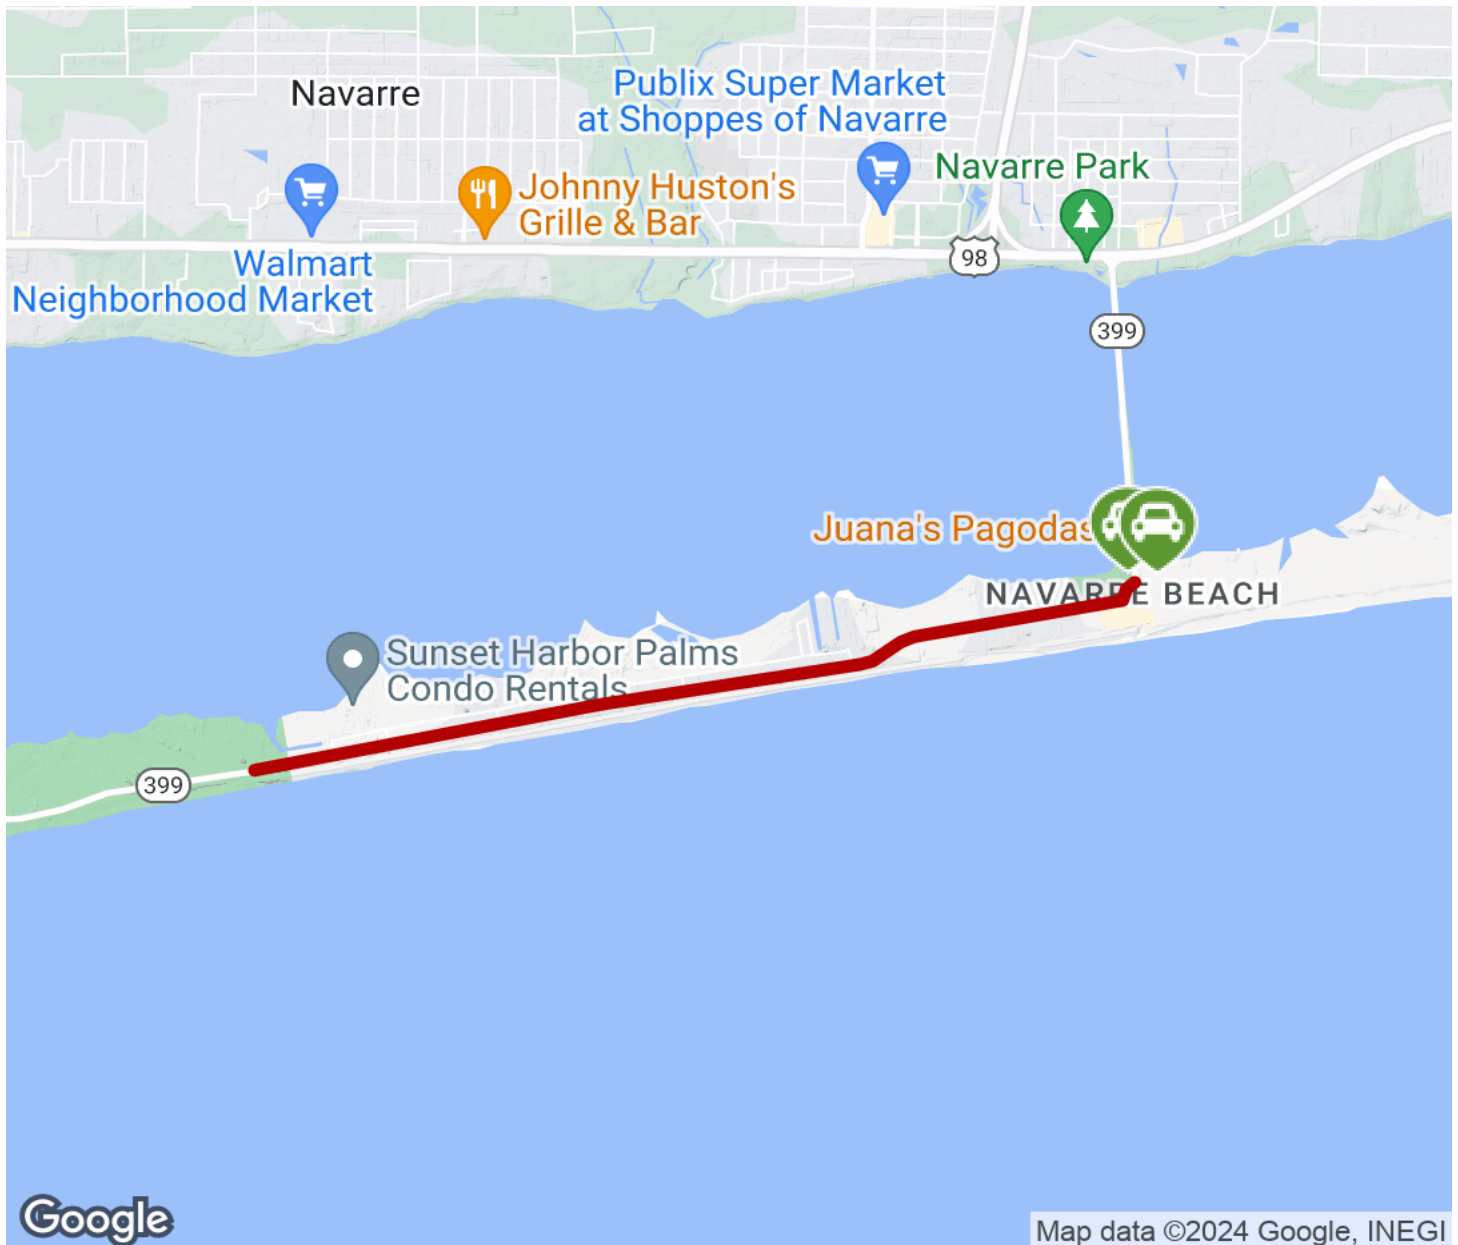 Navarre
Publix Super Market
at Shoppes of Navarre
Navarre Park
Johnny Huston's
Grille & Bar
Walmart
Neighborhood Market
98
399
Juana's Pagodas
NAVARRE BEACH
Sunset Harbor Palms
Condo Rentals
399
Google
Map data ©2024 Google, INEGI